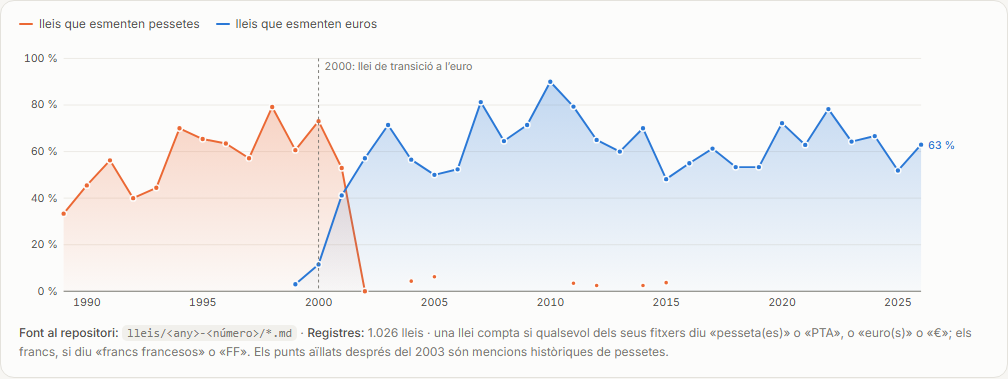 lleis que esmenten pessetes lleis que esmenten euros
100 %
2000: llei de transició a l'euro
80 %
60 %
63 %
40 %
20 %
0 %
1990 1995 2000 2005 2010 2015 2020 2025
Font al repositori: lleis/<any>-<número>/*.md · Registres: 1.026 lleis · una llei compta si qualsevol dels seus fitxers diu «pesseta(es)» o «PTA», o «euro(s)» o «€»; els
francs, si diu «francs francesos» o «FF». Els punts aïllats després del 2003 són mencions històriques de pessetes.